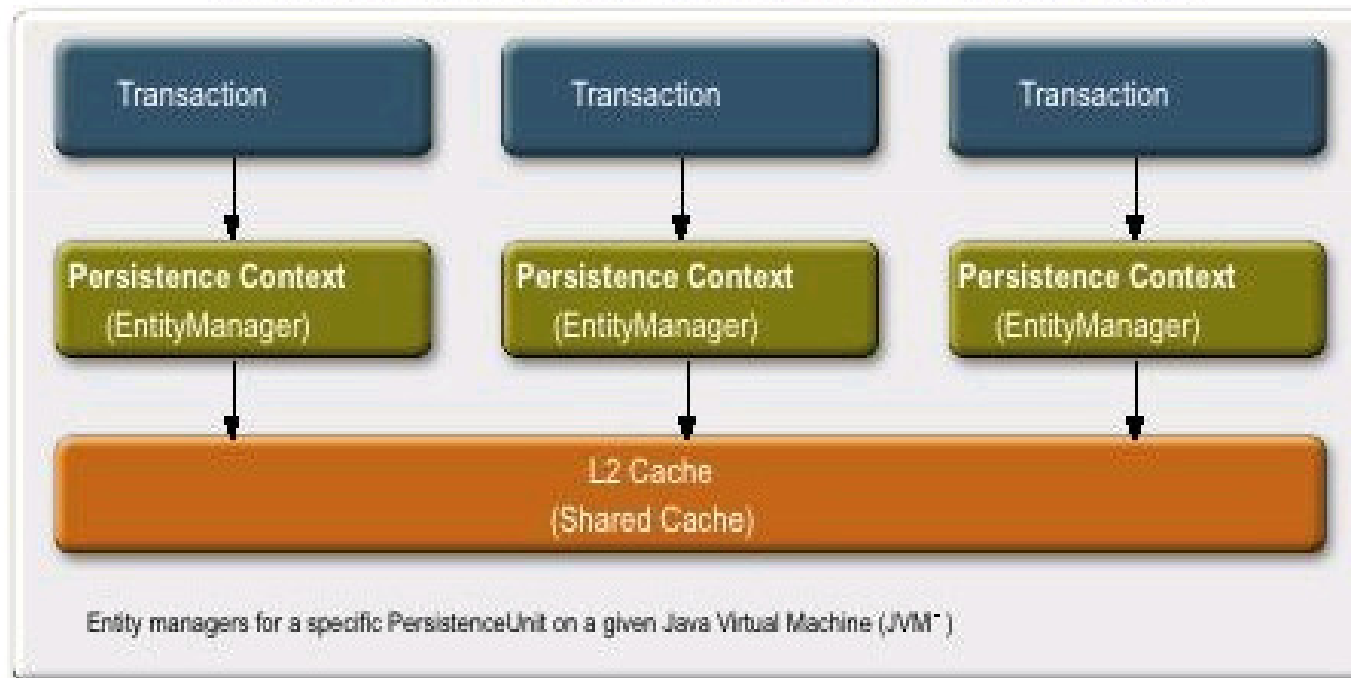 Transaction Transaction Transaction
Persistence Context Persistence Context Persistence Context
(EntityManager) (EntityManager) (EntityManager)
L2 Cache
(Shared Cache)
Entity managers for a specific PersistenceUnit on a given Java Virtual Machine (JVM™)